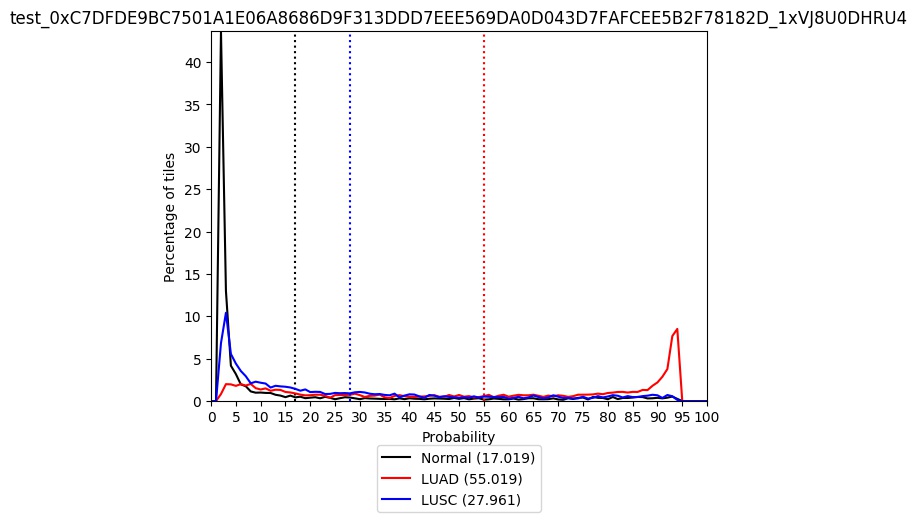 test_0xC7DFDE9BC7501A1E06A8686D9F313DDD7EEE569DA0D043D7FAFCEE5B2F78182D_1xVJ8U0DHRU4
40
35
30
25
20
15
10
5
0
Percentage of tiles
0 5 10 15 20 25 30 35 40 45 50 55 60 65 70 75 80 85 90 95 100
Probability
Normal (17.019)
LUAD (55.019)
LUSC (27.961)